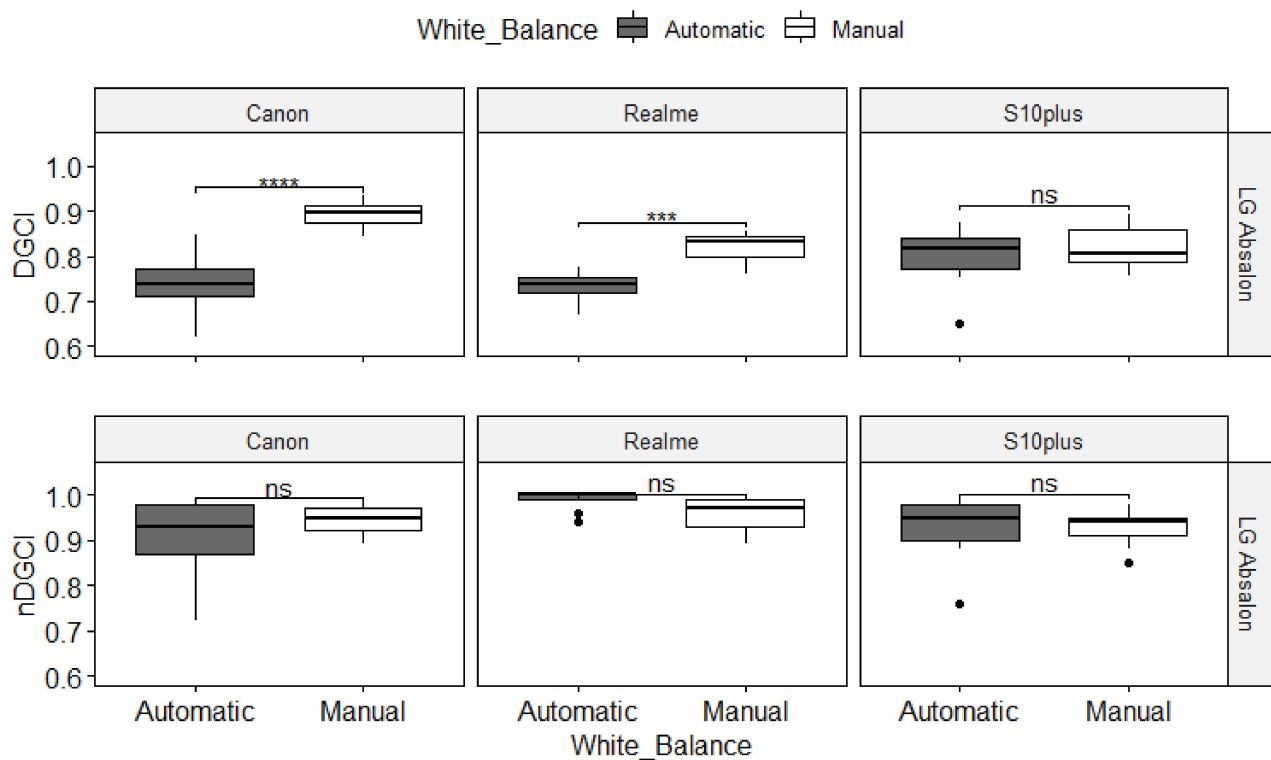 White_Balance Automatic Manual
Canon Realme S10plus
DGCI
1.0
0.9
0.8
0.7
0.6
**** *** ns
LG Absalon
Canon Realme S10plus
nDGCI
1.0
0.9
0.8
0.7
0.6
ns ns ns
LG Absalon
Automatic Manual Automatic Manual Automatic Manual
White_Balance